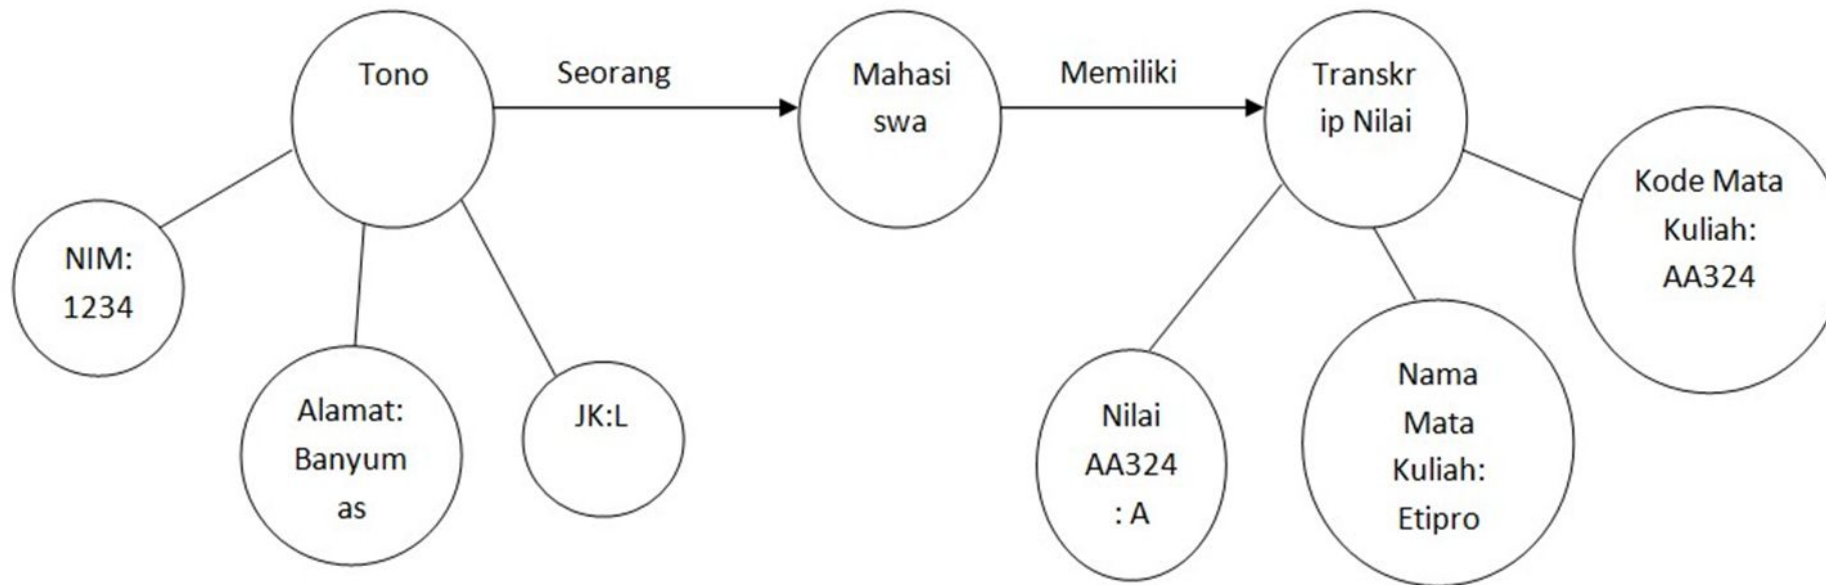 Tono
Seorang
Mahasi
swa
Memiliki
Transkr
ip Nilai
Kode Mata
Kuliah:
AA324
NIM:
1234
Alamat:
Banyum
as
JK:L
Nilai
AA324
: A
Nama
Mata
Kuliah:
Etipro